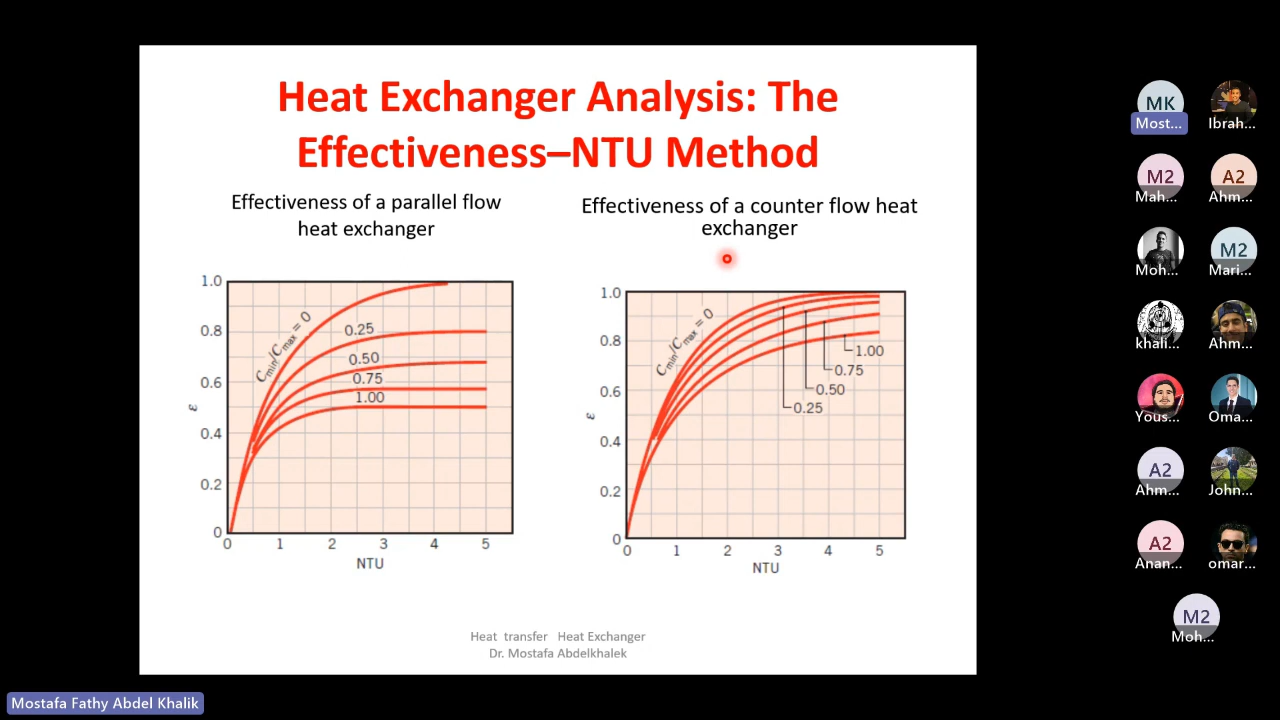 Heat Exchanger Analysis: The
Effectiveness–NTU Method
Effectiveness of a parallel flow
heat exchanger
Effectiveness of a counter flow heat
exchanger
1.0
0.8
0.6
0.4
0.2
0
ε
Cmin/Cmax = 0
0.25
0.50
0.75
1.00
0 1 2 3 4 5
NTU
1.0
0.8
0.6
0.4
0.2
0
ε
Cmin/Cmax = 0
1.00
0.75
0.50
0.25
0 1 2 3 4 5
NTU
Heat transfer Heat Exchanger
Dr. Mostafa Abdelkhalek
MK
Most...
Ibrah...
M2
Mah...
A2
Ahm...
Moh...
M2
Mari...
khali...
Ahm...
Yous...
Oma...
A2
Ahm...
John...
A2
Anan...
omar...
M2
Moh...
Mostafa Fathy Abdel Khalik